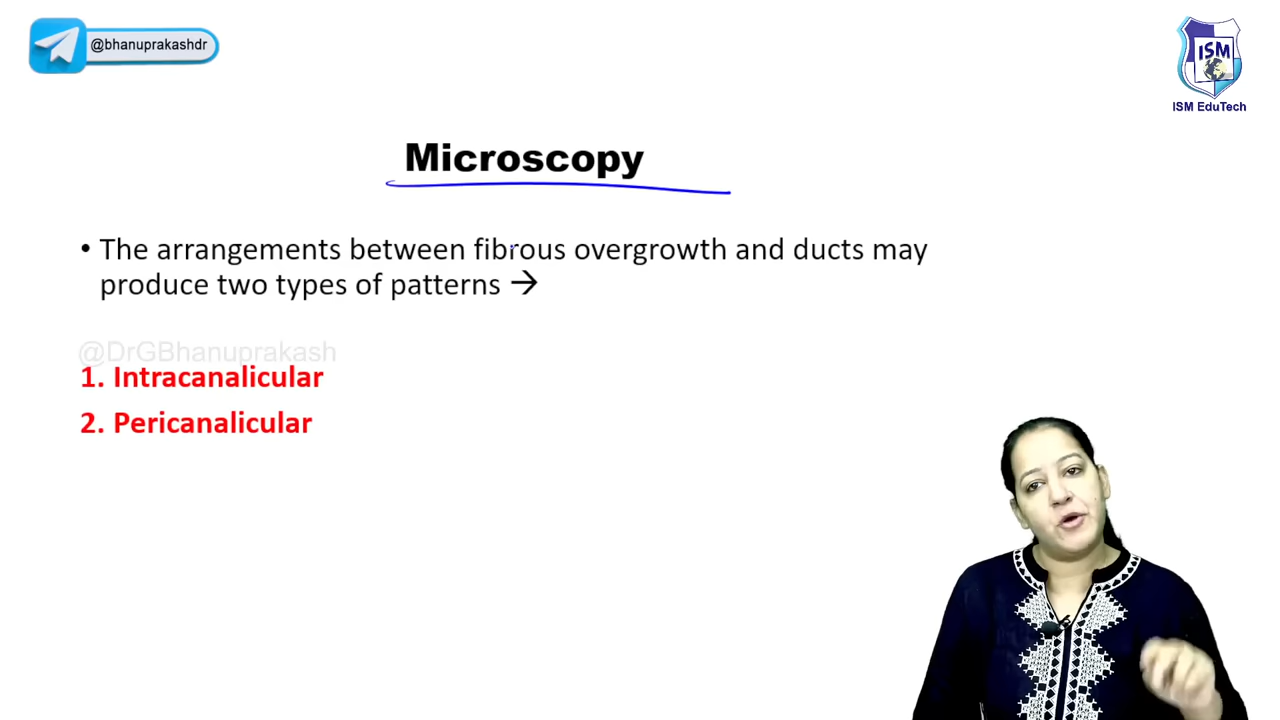 @bhanuprakashdr
ISM
ISM EduTech
Microscopy
• The arrangements between fibrous overgrowth and ducts may
produce two types of patterns →
@DrGBhanuprakash
1. Intracanalicular
2. Pericanalicular